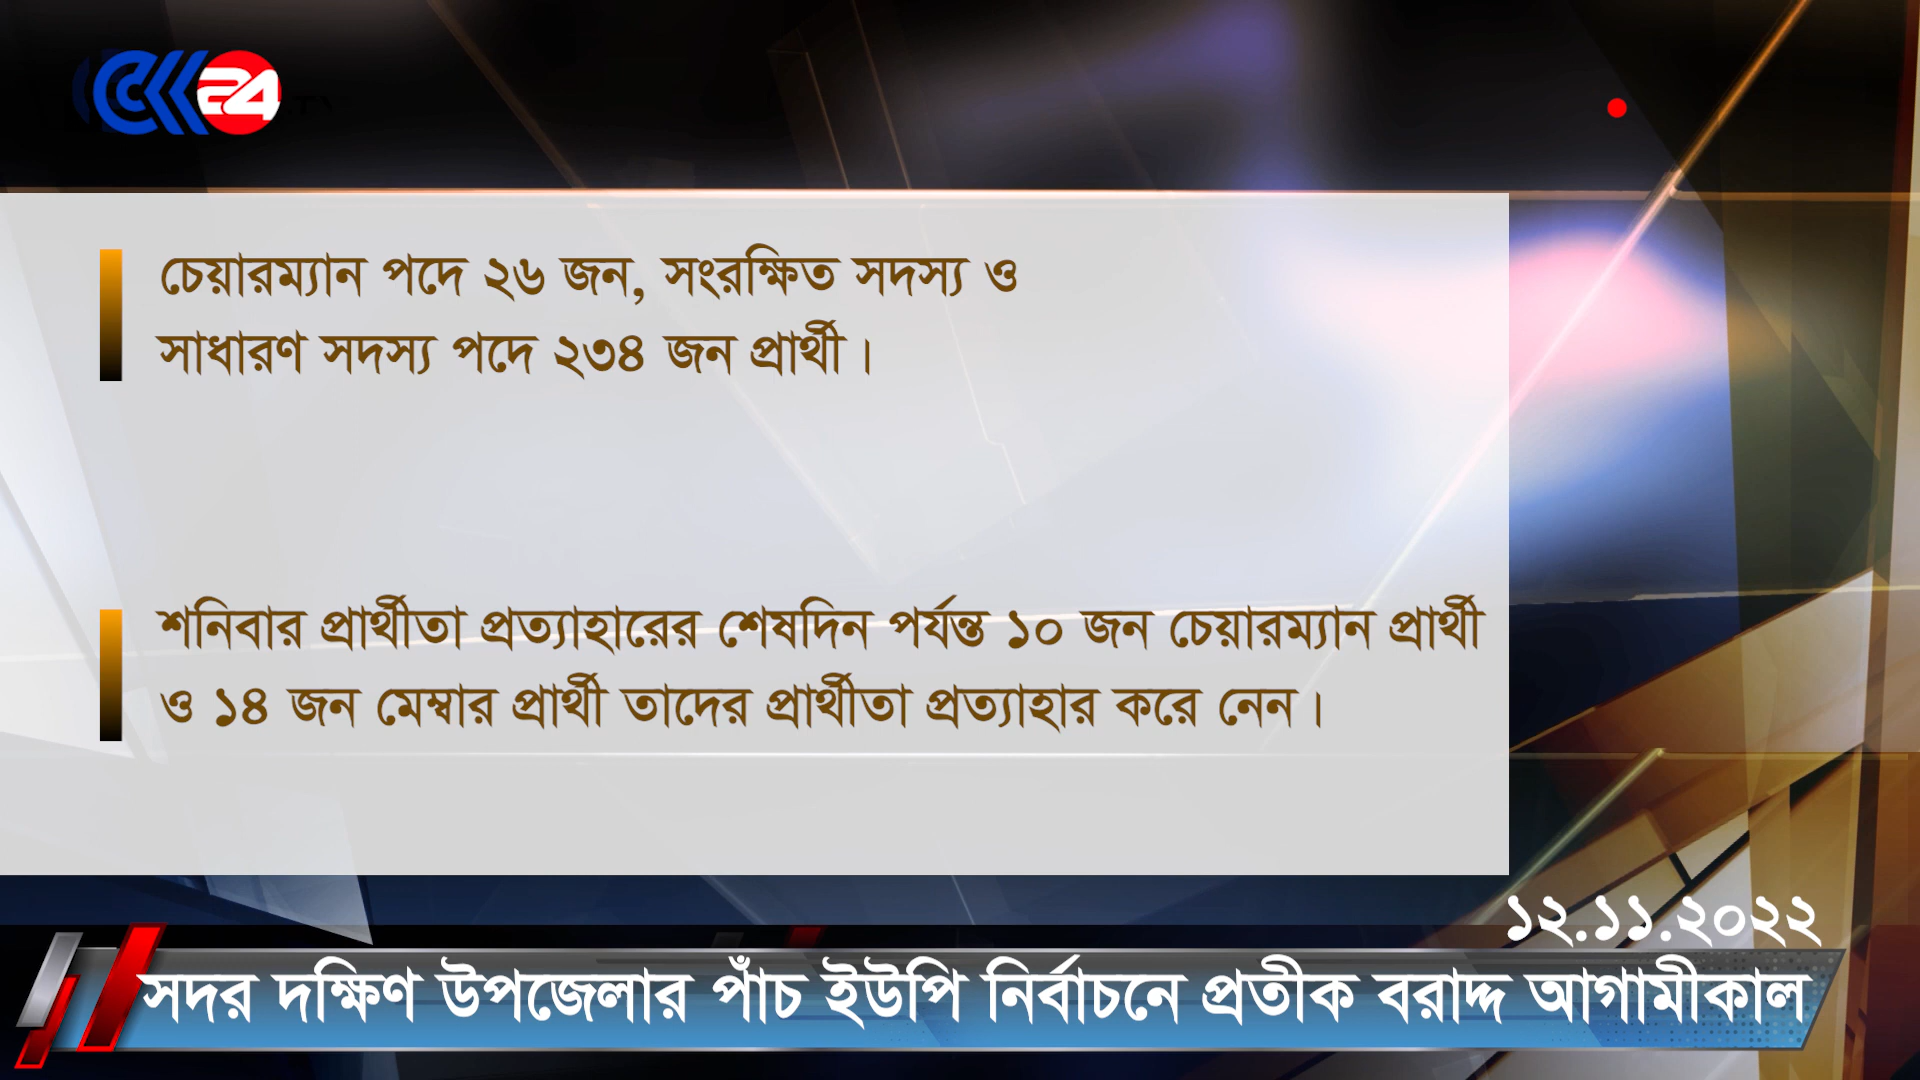 24
চেয়ারম্যান পদে ২৬ জন, সংরক্ষিত সদস্য ও
সাধারণ সদস্য পদে ২৩৪ জন প্রার্থী।
শনিবার প্রার্থীতা প্রত্যাহারের শেষদিন পর্যন্ত ১০ জন চেয়ারম্যান প্রার্থী
ও ১৪ জন মেম্বার প্রার্থী তাদের প্রার্থীতা প্রত্যাহার করে নেন।
১২.১১.২০২২
সদর দক্ষিণ উপজেলার পাঁচ ইউপি নির্বাচনে প্রতীক বরাদ্দ আগামীকাল